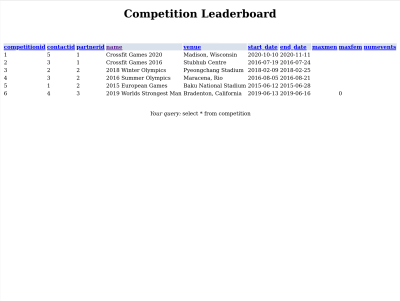 Competition Leaderboard
competitionid contactid partnerid name venue start_date end_date maxmen maxfem numevents
1 5 1 Crossfit Games 2020 Madison, Wisconsin 2020-10-10 2020-11-11
2 3 1 Crossfit Games 2016 Stubhub Centre 2016-07-19 2016-07-24
3 2 2 2018 Winter Olympics Pyeongchang Stadium 2018-02-09 2018-02-25
4 3 2 2016 Summer Olympics Maracena, Rio 2016-08-05 2016-08-21
5 1 2 2015 European Games Baku National Stadium 2015-06-12 2015-06-28
6 4 3 2019 Worlds Strongest Man Bradenton, California 2019-06-13 2019-06-16 0
Your query: select * from competition